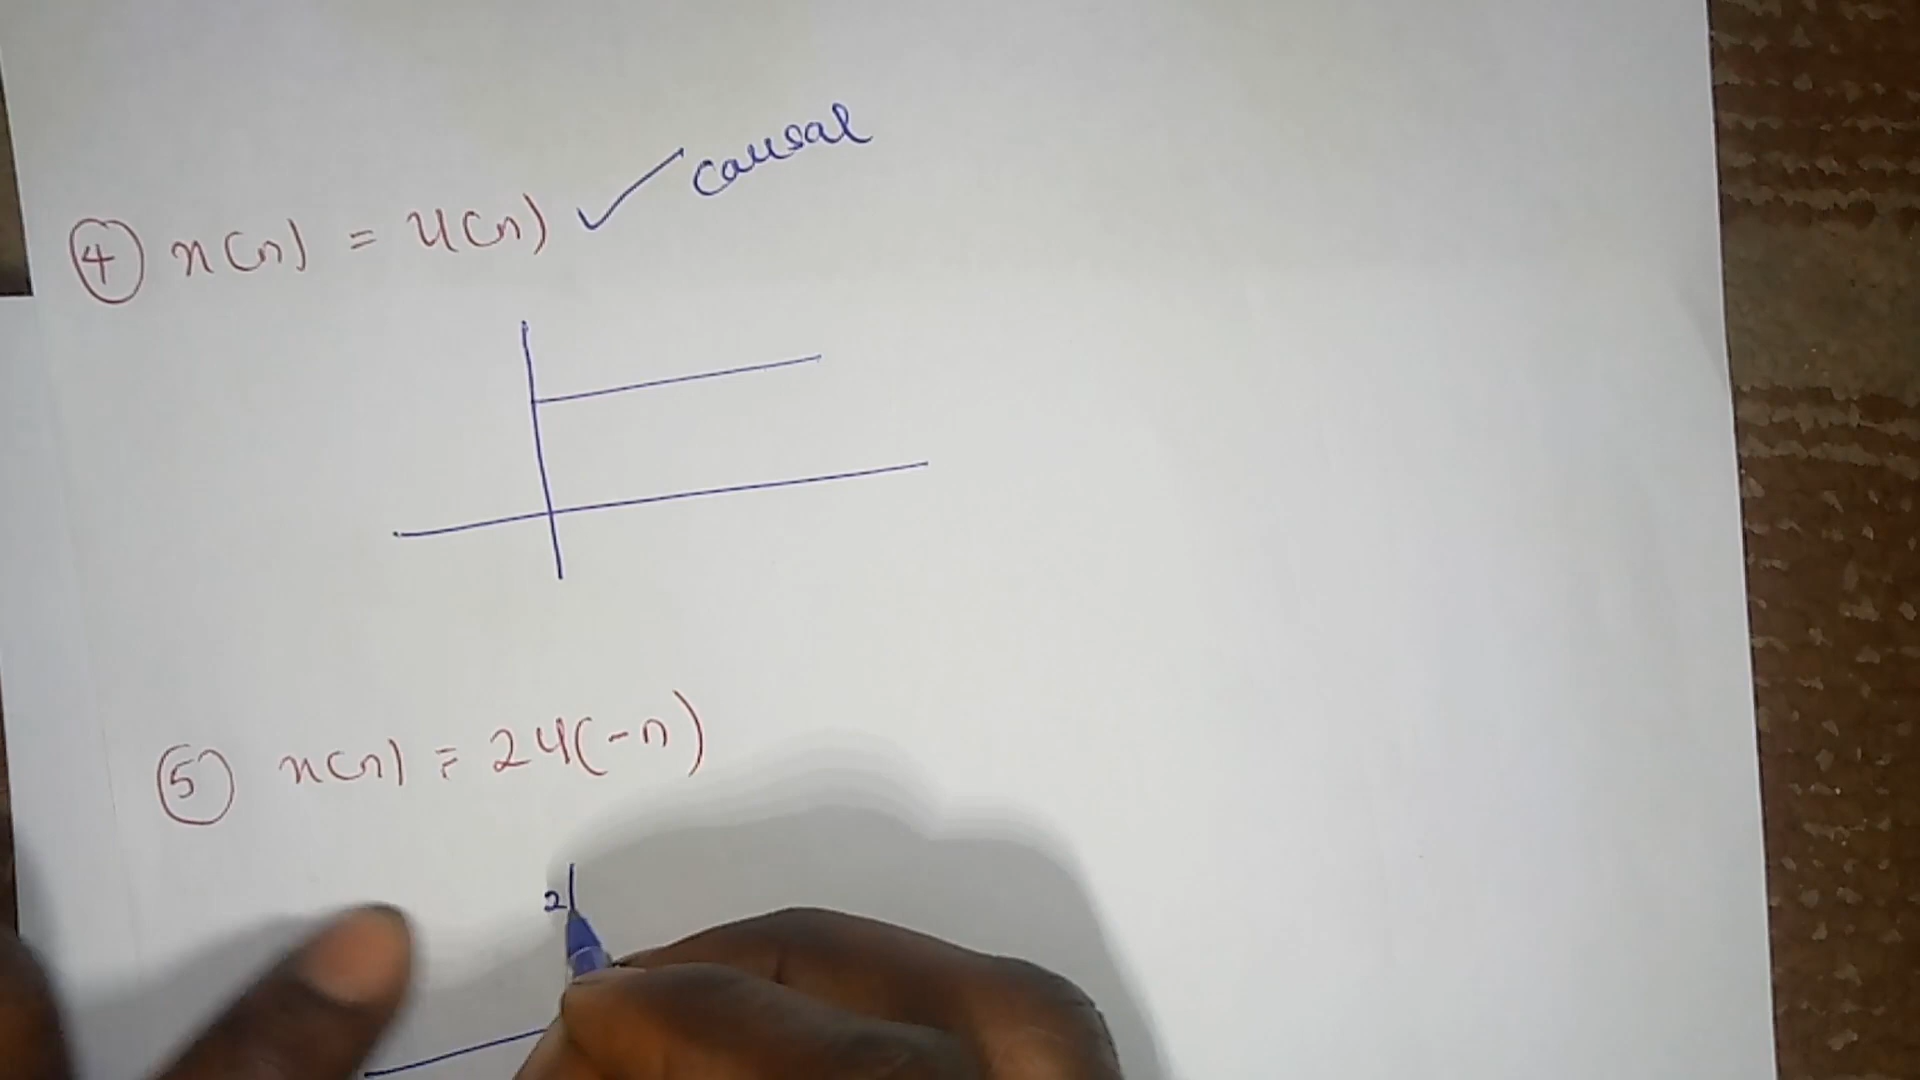 causal
④ x(n) = u(n) ✓
⑤ x(n) = 2u(-n)
2